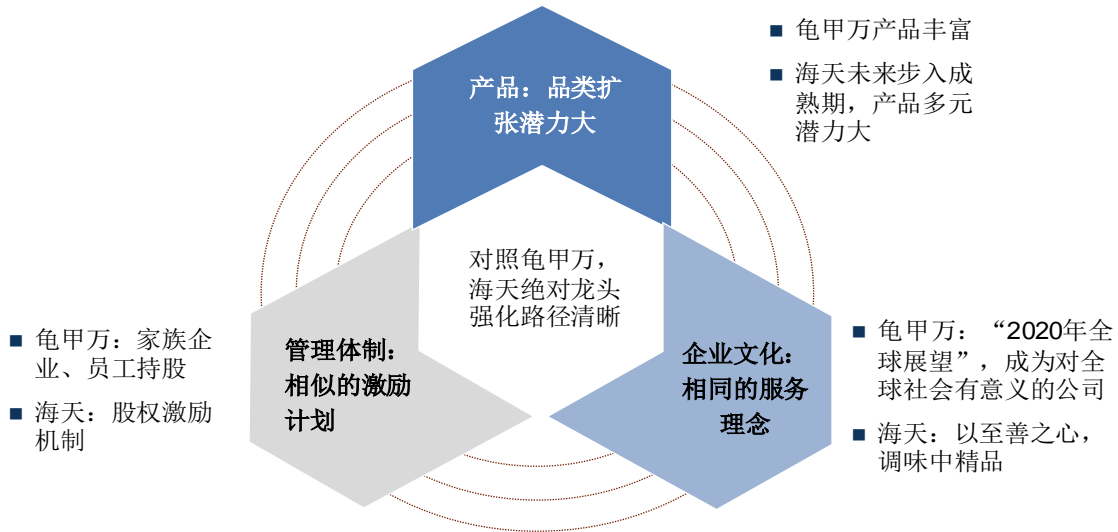 产品：品类扩
张潜力大
■ 龟甲万产品丰富
■ 海天未来步入成
熟期，产品多元
潜力大
对照龟甲万，
海天绝对龙头
强化路径清晰
管理体制：
相似的激励
计划
■ 龟甲万：家族企
业、员工持股
■ 海天：股权激励
机制
企业文化：
相同的服务
理念
■ 龟甲万：“2020年全
球展望”，成为对全
球社会有意义的公司
■ 海天：以至善之心，
调味中精品